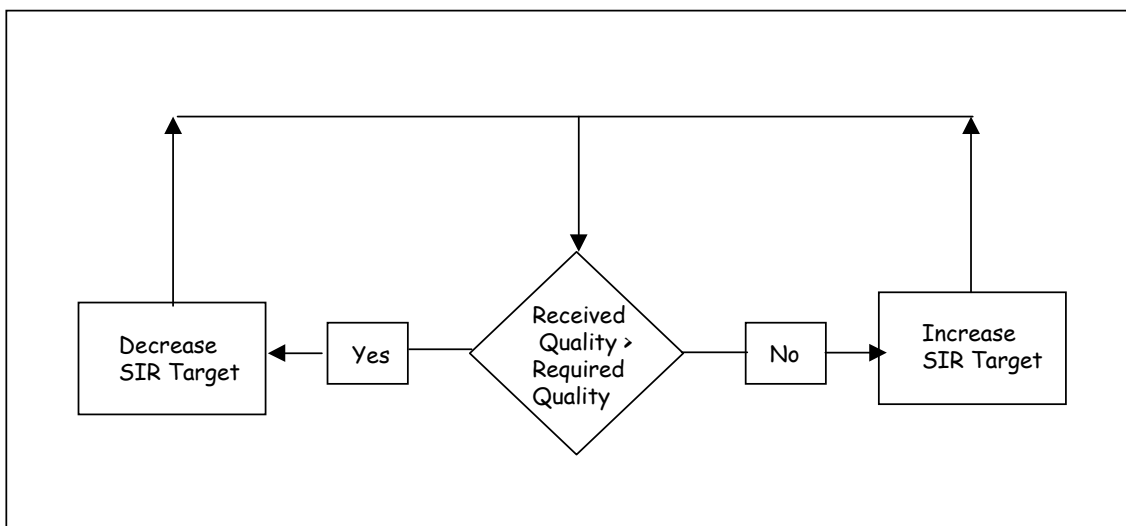 Decrease
SIR Target
Yes
Received
Quality >
Required
Quality
No
Increase
SIR Target